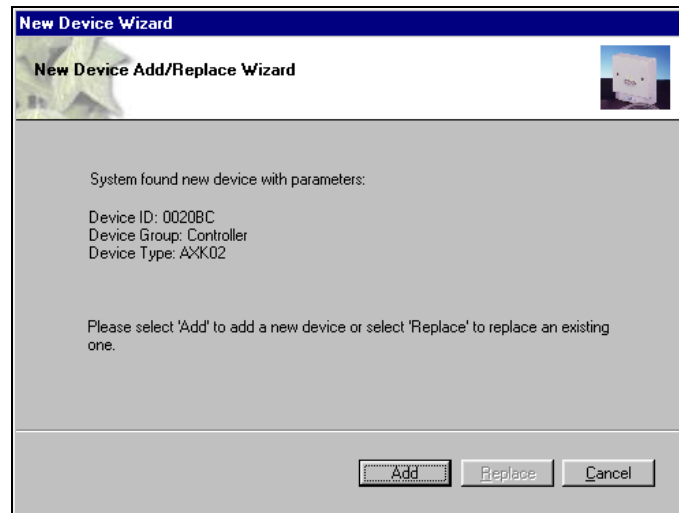 New Device Wizard
New Device Add/Replace Wizard
System found new device with parameters:
Device ID: 0020BC
Device Group: Controller
Device Type: AXK02
Please select 'Add' to add a new device or select 'Replace' to replace an existing
one.
Add Replace Cancel